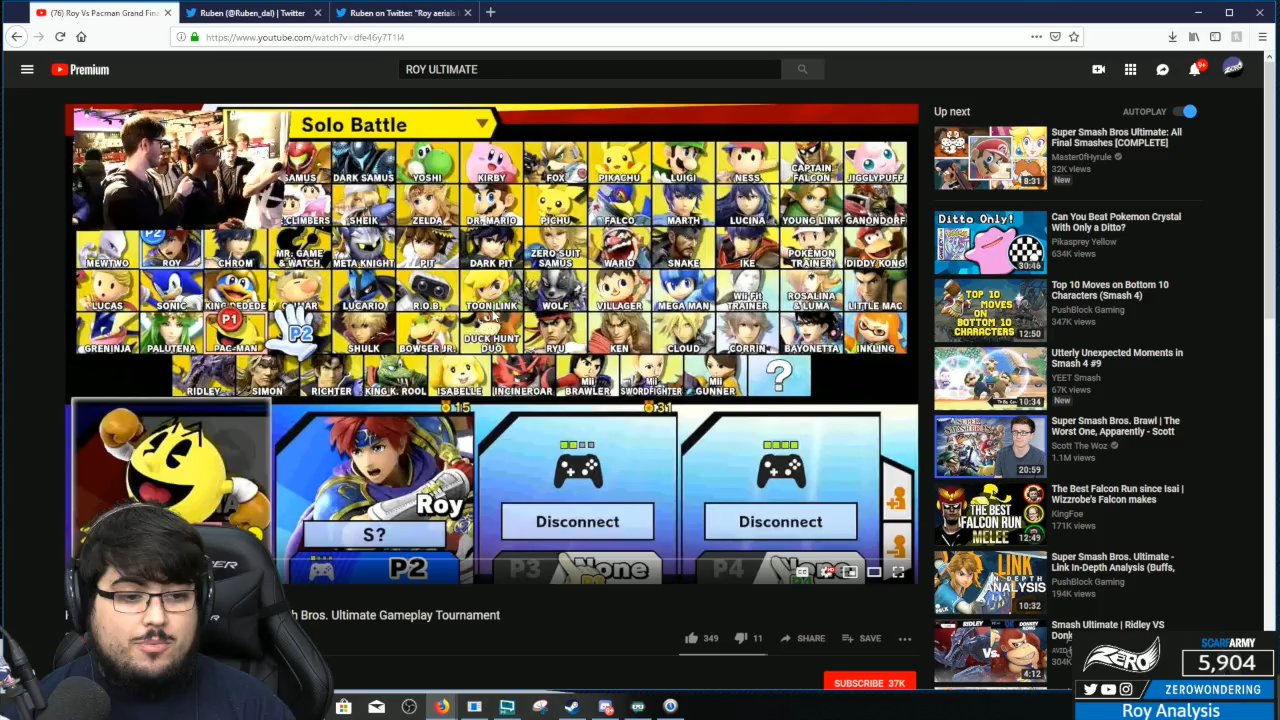 (76) Roy Vs Pacman Grand Fin
Ruben (@Ruben_dal) | Twitter
Ruben on Twitter: "Roy aerials
https://www.youtube.com/watch?v=dfe46y7T1I4
Premium
ROY ULTIMATE
9+
Solo Battle
SAMUS DARK SAMUS YOSHI KIRBY FOX PIKACHU LUIGI NESS CAPTAIN FALCON JIGGLYPUFF
CLIMBERS SHEIK ZELDA DR. MARIO PICHU FALCO MARTH LUCINA YOUNG LINK GANONDORF
P2
MEWTWO ROY CHROM MR. GAME & WATCH META KNIGHT PIT DARK PIT ZERO SUIT SAMUS WARIO SNAKE IKE POKÉMON TRAINER DIDDY KONG
LUCAS SONIC KING DEDEDE LUCARIO R.O.B. TOON LINK WOLF VILLAGER MEGA MAN Wii Fit TRAINER ROSALINA & LUMA LITTLE MAC
P1
P2
GRENINJA PALUTENA PAC-MAN SHULK BOWSER JR. DUCK HUNT DUO RYU KEN CLOUD CORRIN BAYONETTA INKLING
RIDLEY SIMON RICHTER KING K. ROOL ISABELLE INCINEROAR Mii BRAWLER Mii SWORDFIGHTER Mii GUNNER ?
15
31
Roy
S?
P2
Disconnect
P3 None
Disconnect
P4 None
Bros. Ultimate Gameplay Tournament
349
11
SHARE
SAVE
SUBSCRIBE 37K
Up next
AUTOPLAY
8:31
Super Smash Bros Ultimate: All
Final Smashes [COMPLETE]
MasterOfHyrule
32K views
New
Ditto Only!
30:46
Can You Beat Pokemon Crystal
With Only a Ditto?
Pikasprey Yellow
634K views
TOP 10
MOVES ON
BOTTOM 10
CHARACTERS
12:50
Top 10 Moves on Bottom 10
Characters (Smash 4)
PushBlock Gaming
347K views
10:34
Utterly Unexpected Moments in
Smash 4 #9
YEET Smash
67K views
New
20:59
Super Smash Bros. Brawl | The
Worst One, Apparently - Scott
Scott The Woz
1.1M views
THE BEST
FALCON RUN
MELEE
12:49
The Best Falcon Run since Isai |
Wizzrobe's Falcon makes
KingFoe
171K views
LINK
IN-DEPTH
ANALYSIS
10:32
Super Smash Bros. Ultimate -
Link In-Depth Analysis (Buffs,
PushBlock Gaming
194K views
Vs.
4:12
Smash Ultimate | Ridley VS
Donk
304K
ZERO
SCARFARMY
5,904
ZEROWONDERING
Roy Analysis